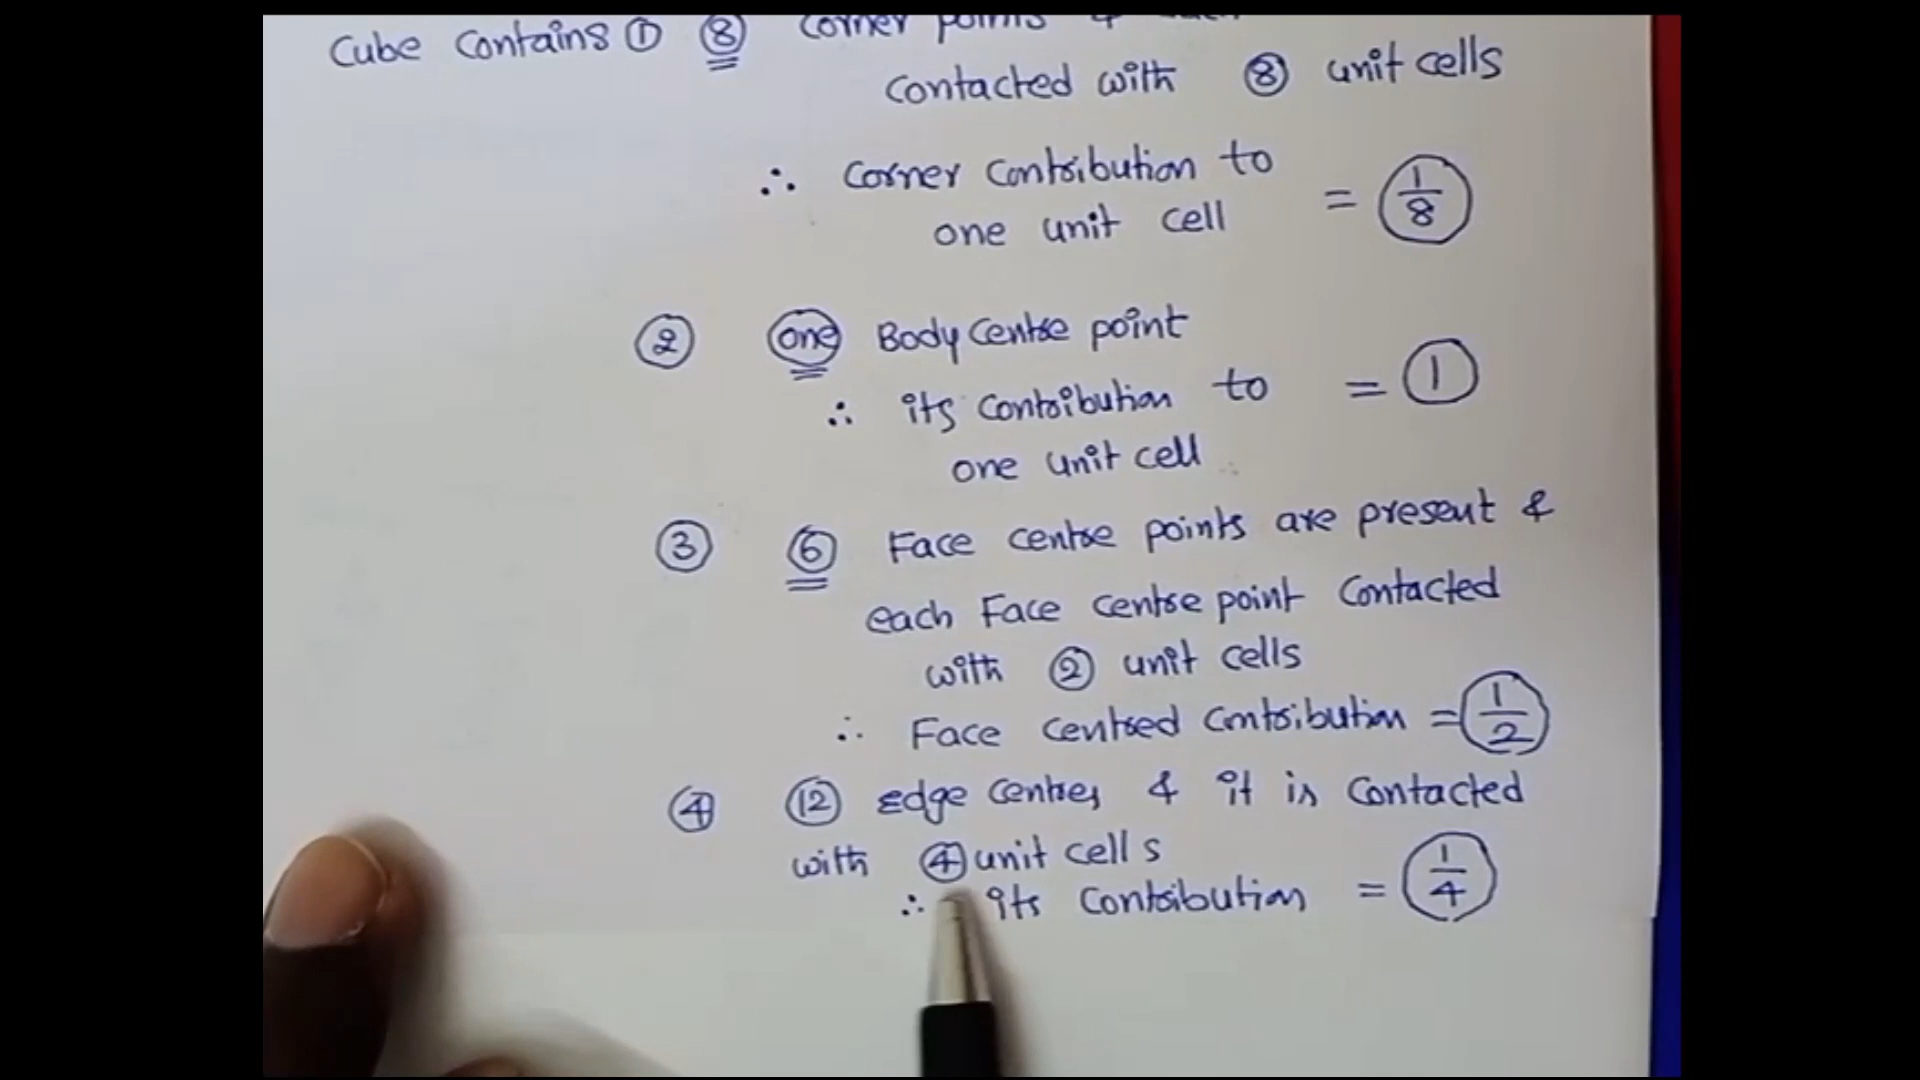 Cube contains ① ⑧ corner points &
contacted with ⑧ unit cells
∴ corner contribution to
one unit cell = 1/8
② one Body centre point
∴ its contribution to = ①
one unit cell
③ ⑥ Face centre points are present &
each Face centre point contacted
with ② unit cells
∴ Face centred contribution = 1/2
④ ⑫ edge centres & it is contacted
with ④ unit cells
∴ its contribution = 1/4